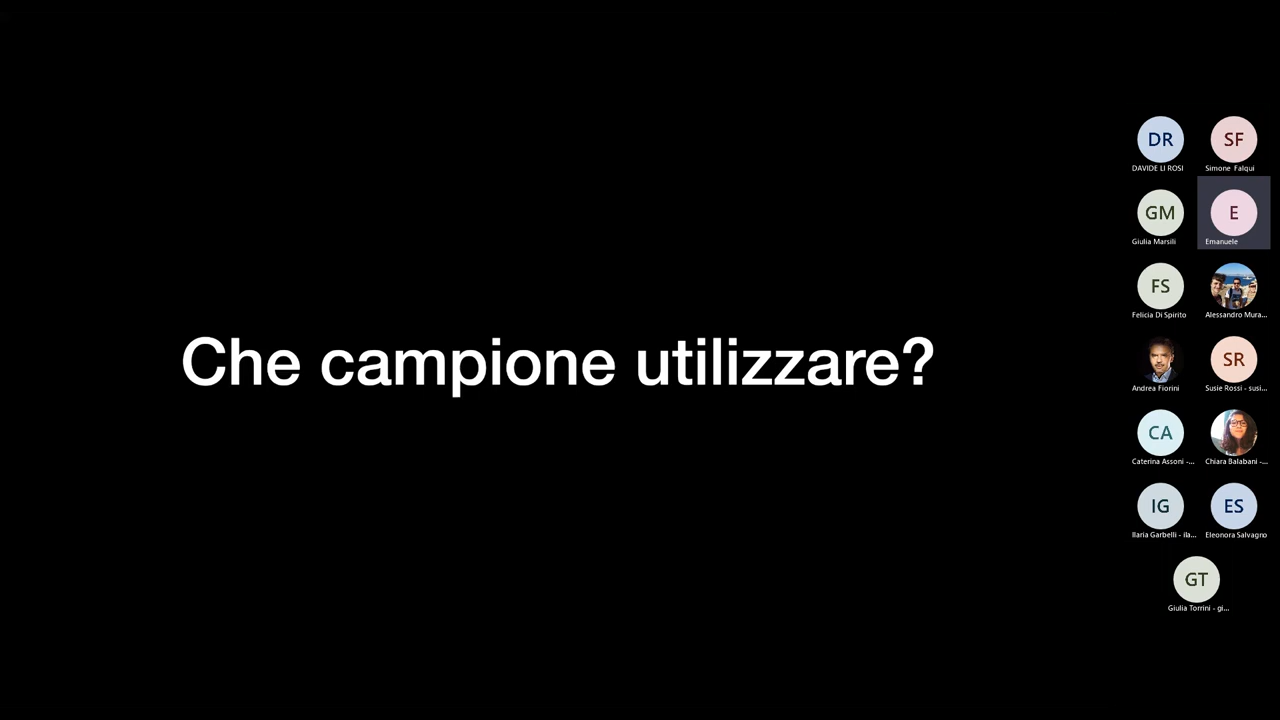 Che campione utilizzare?
DR
DAVIDE LI ROSI
SF
Simone Falqui
GM
Giulia Marsili
E
Emanuele
FS
Felicia Di Spirito
Alessandro Mura...
Andrea Fiorini
SR
Susie Rossi - susi...
CA
Caterina Assoni -...
Chiara Balabani -...
IG
Ilaria Garbelli - ila...
ES
Eleonora Salvagno
GT
Giulia Torrini - gi...